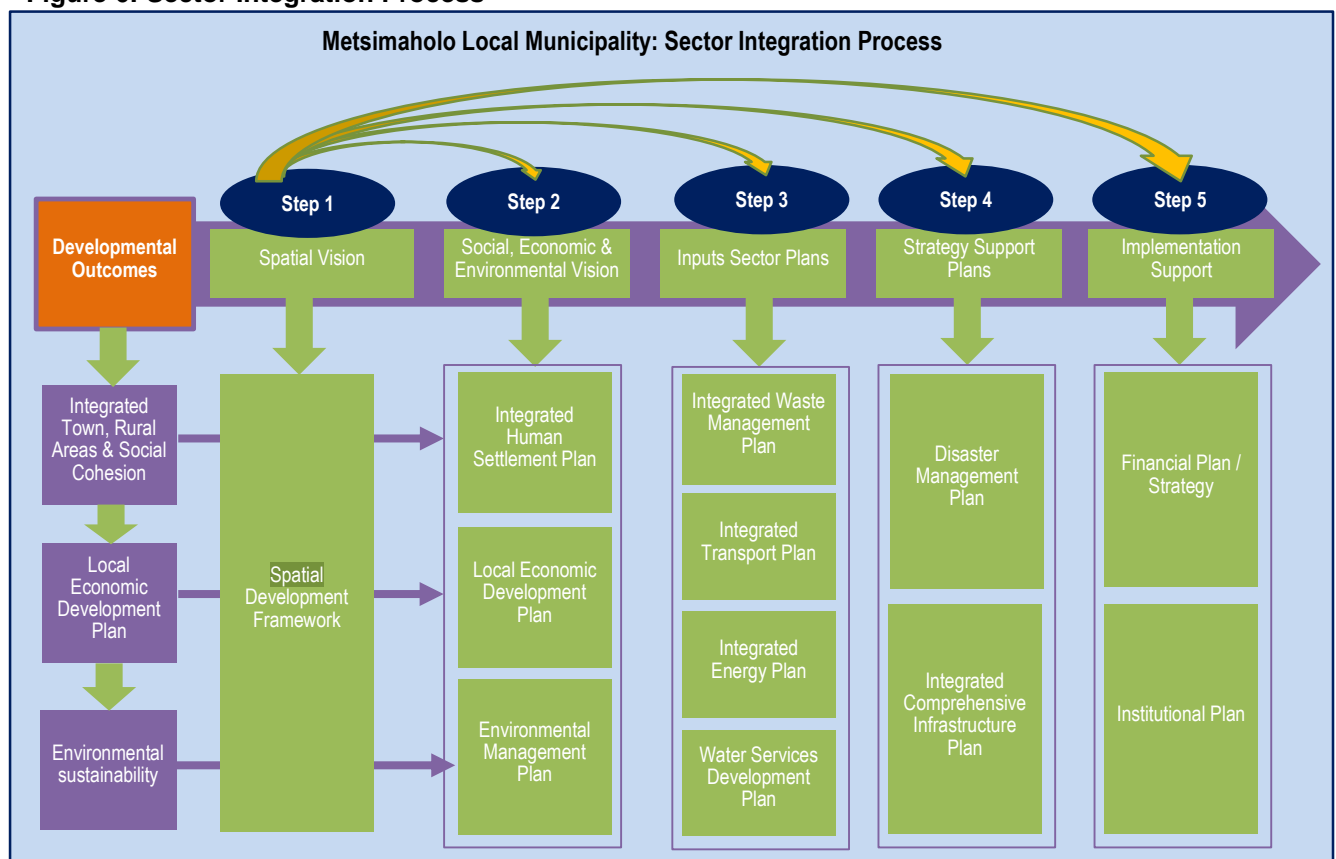 Figure Sector Integration Process
Metsimaholo Local Municipality: Sector Integration Process
Step 1
Step 2
Step 3
Step 4
Step 5
Developmental
Outcomes
Spatial Vision
Social, Economic &
Environmental Vision
Inputs Sector Plans
Strategy Support
Plans
Implementation
Support
Integrated
Town, Rural
Areas & Social
Cohesion
Local
Economic
Development
Plan
Environmental
sustainability
Spatial
Development
Framework
Integrated
Human
Settlement Plan
Local Economic
Development
Plan
Environmental
Management
Plan
Integrated Waste
Management
Plan
Integrated
Transport Plan
Integrated
Energy Plan
Water Services
Development
Plan
Disaster
Management
Plan
Integrated
Comprehensive
Infrastructure
Plan
Financial Plan /
Strategy
Institutional Plan